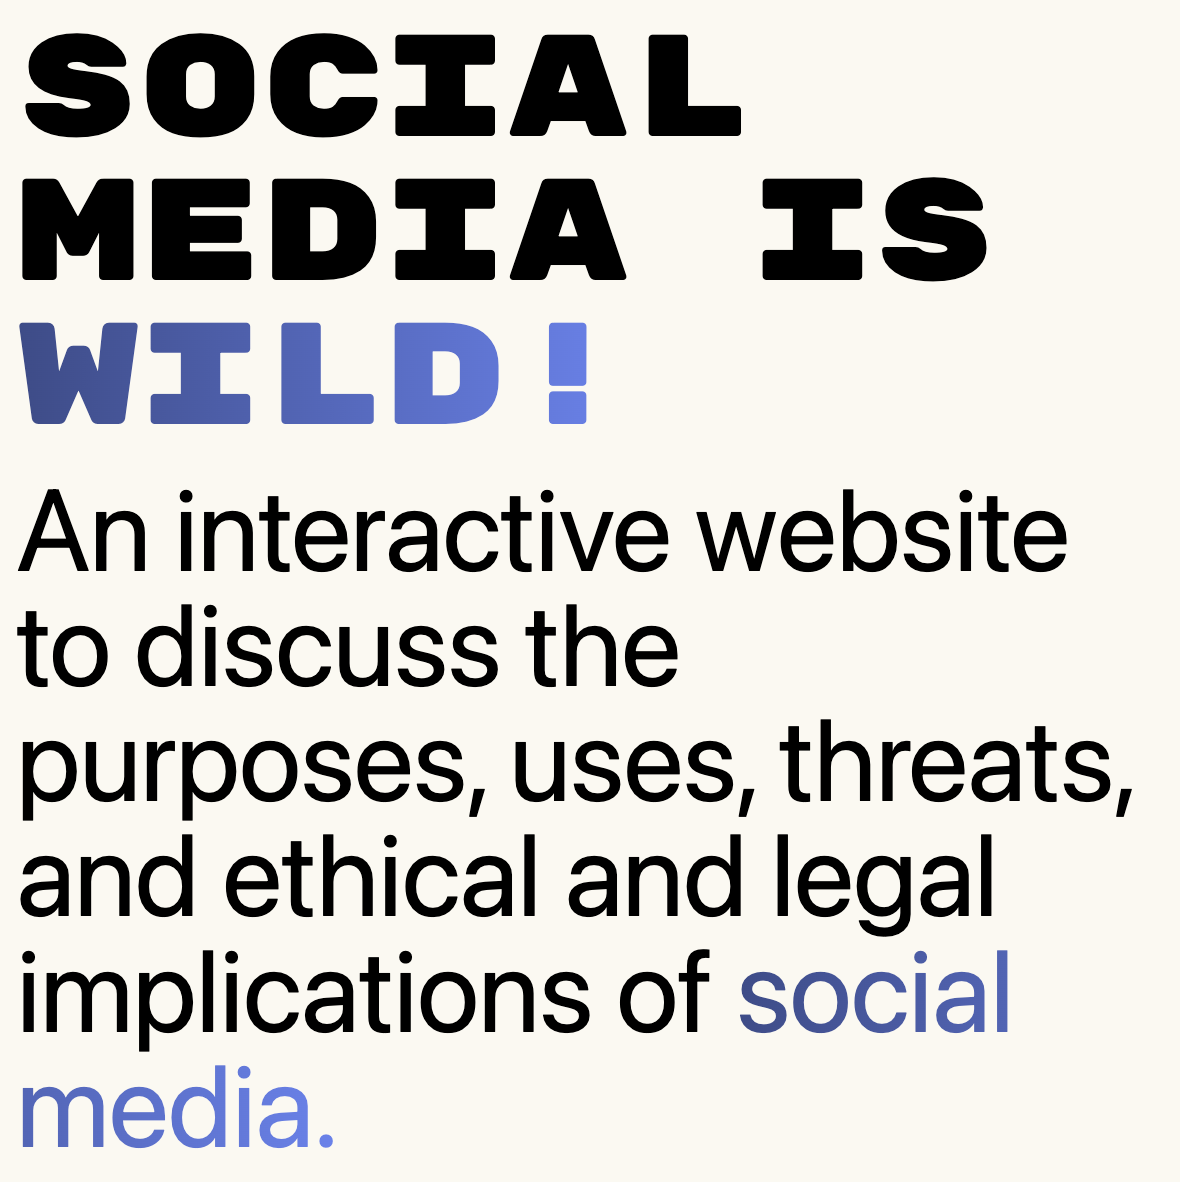 SOCIAL
MEDIA IS
WILD!
An interactive website
to discuss the
purposes, uses, threats,
and ethical and legal
implications of social
media.